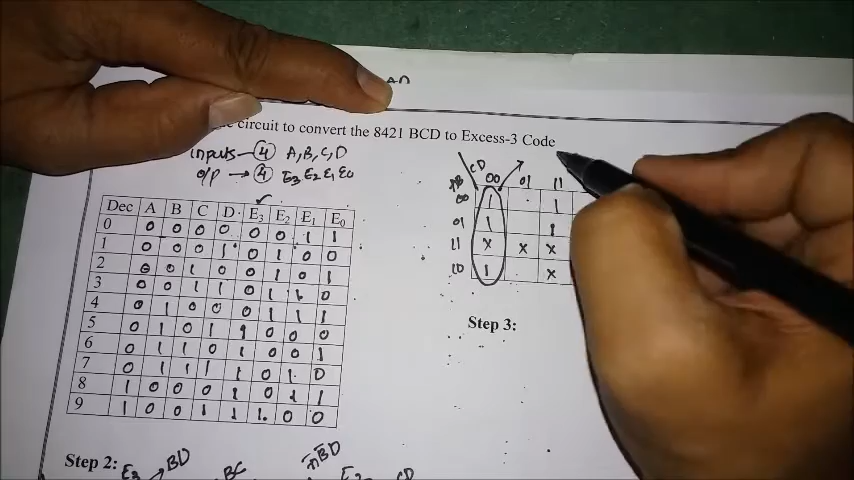 an
circuit to convert the 8421 BCD to Excess-3 Code
inputs - 4 A, B, C, D
o/p → 4 E3 E2 E1 E0
Dec A B C D E3 E2 E1 E0
0 0 0 0 0 0 0 1 1
1 0 0 0 1 0 1 0 0
2 0 0 1 0 0 1 0 1
3 0 0 1 1 0 1 1 0
4 0 1 0 0 0 1 1 1
5 0 1 0 1 1 0 0 0
6 0 1 1 0 1 0 0 1
7 0 1 1 1 1 0 1 0
8 1 0 0 0 1 0 1 1
9 1 0 0 1 1 1 0 0
CD
AB 00 01 11
00 1 1
01 1 1
11 x x x
10 1 x
Step 3:
Step 2: E3 BD
BC
BD
E2 CD